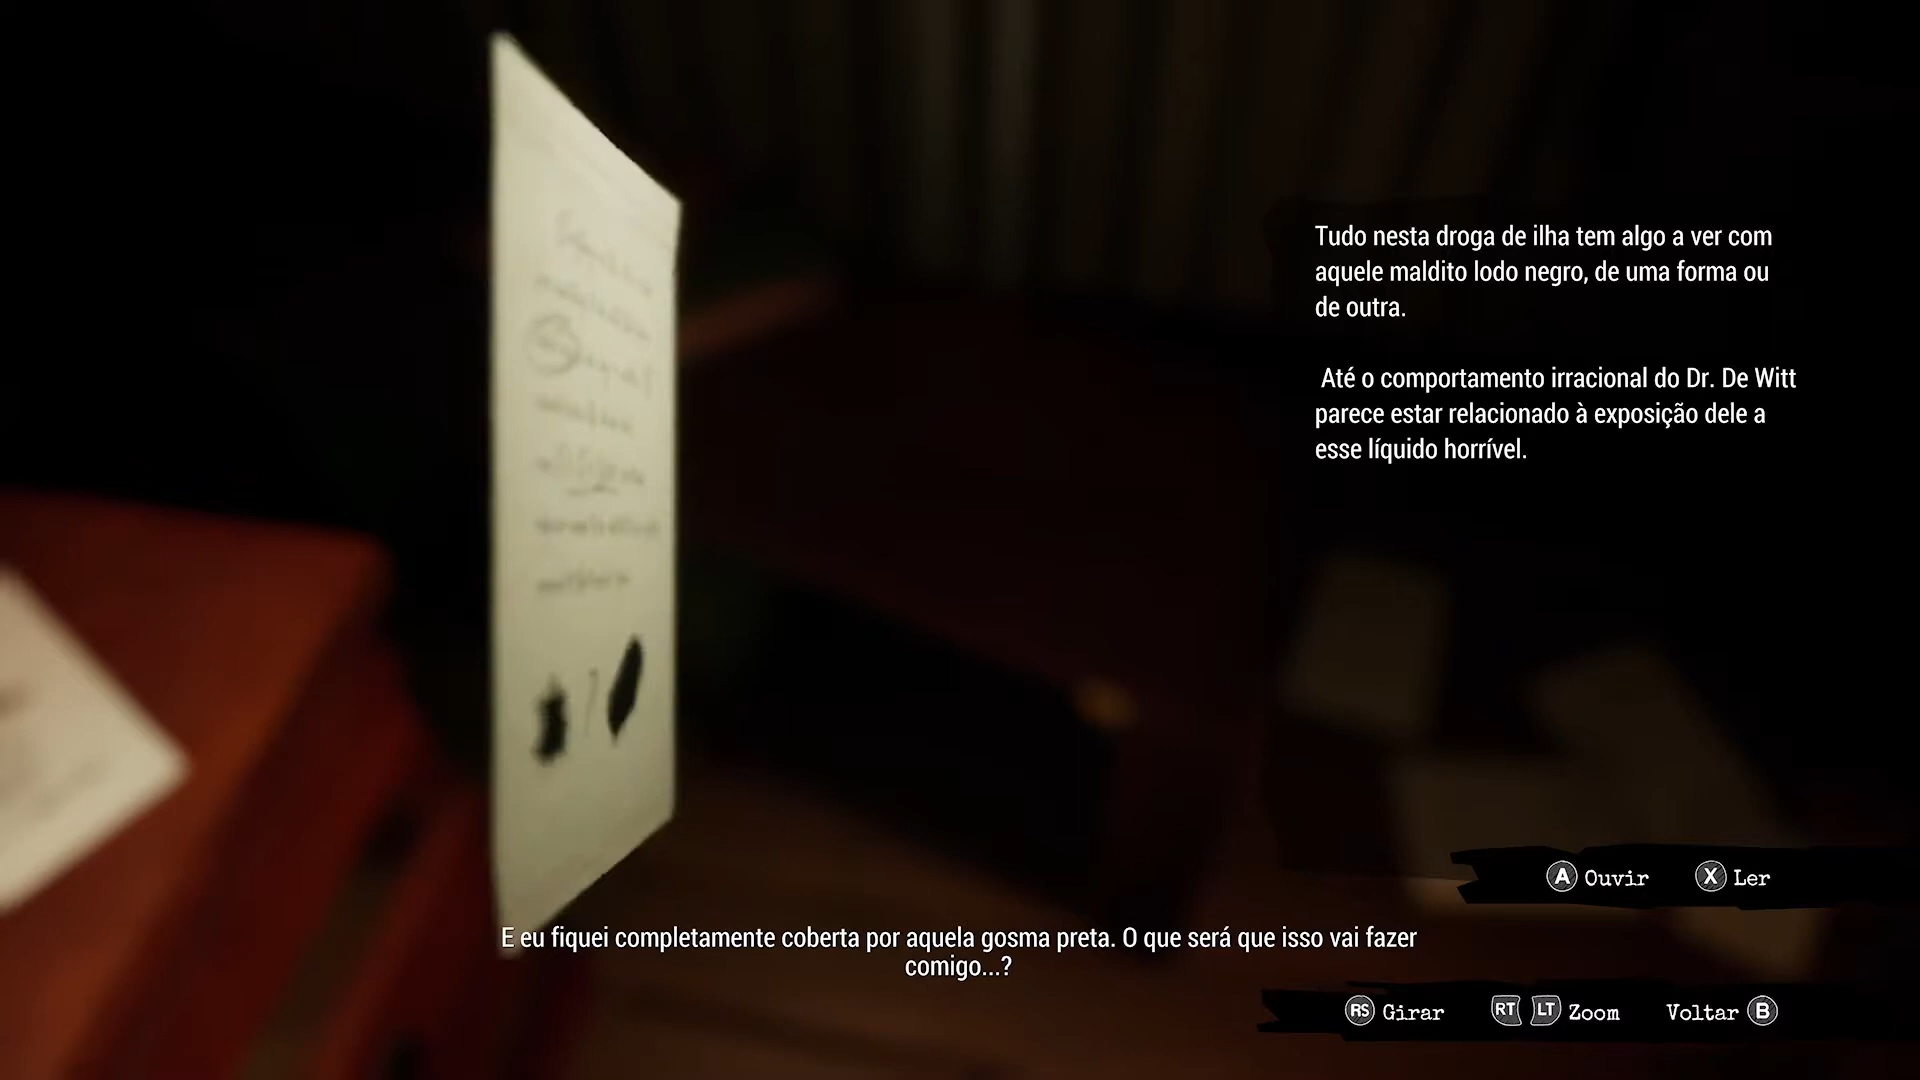 Tudo nesta droga de ilha tem algo a ver com
aquele maldito lodo negro, de uma forma ou
de outra.
Até o comportamento irracional do Dr. De Witt
parece estar relacionado à exposição dele a
esse líquido horrível.
A Ouvir X Ler
E eu fiquei completamente coberta por aquela gosma preta. O que será que isso vai fazer
comigo...?
RS Girar RT LT Zoom Voltar B